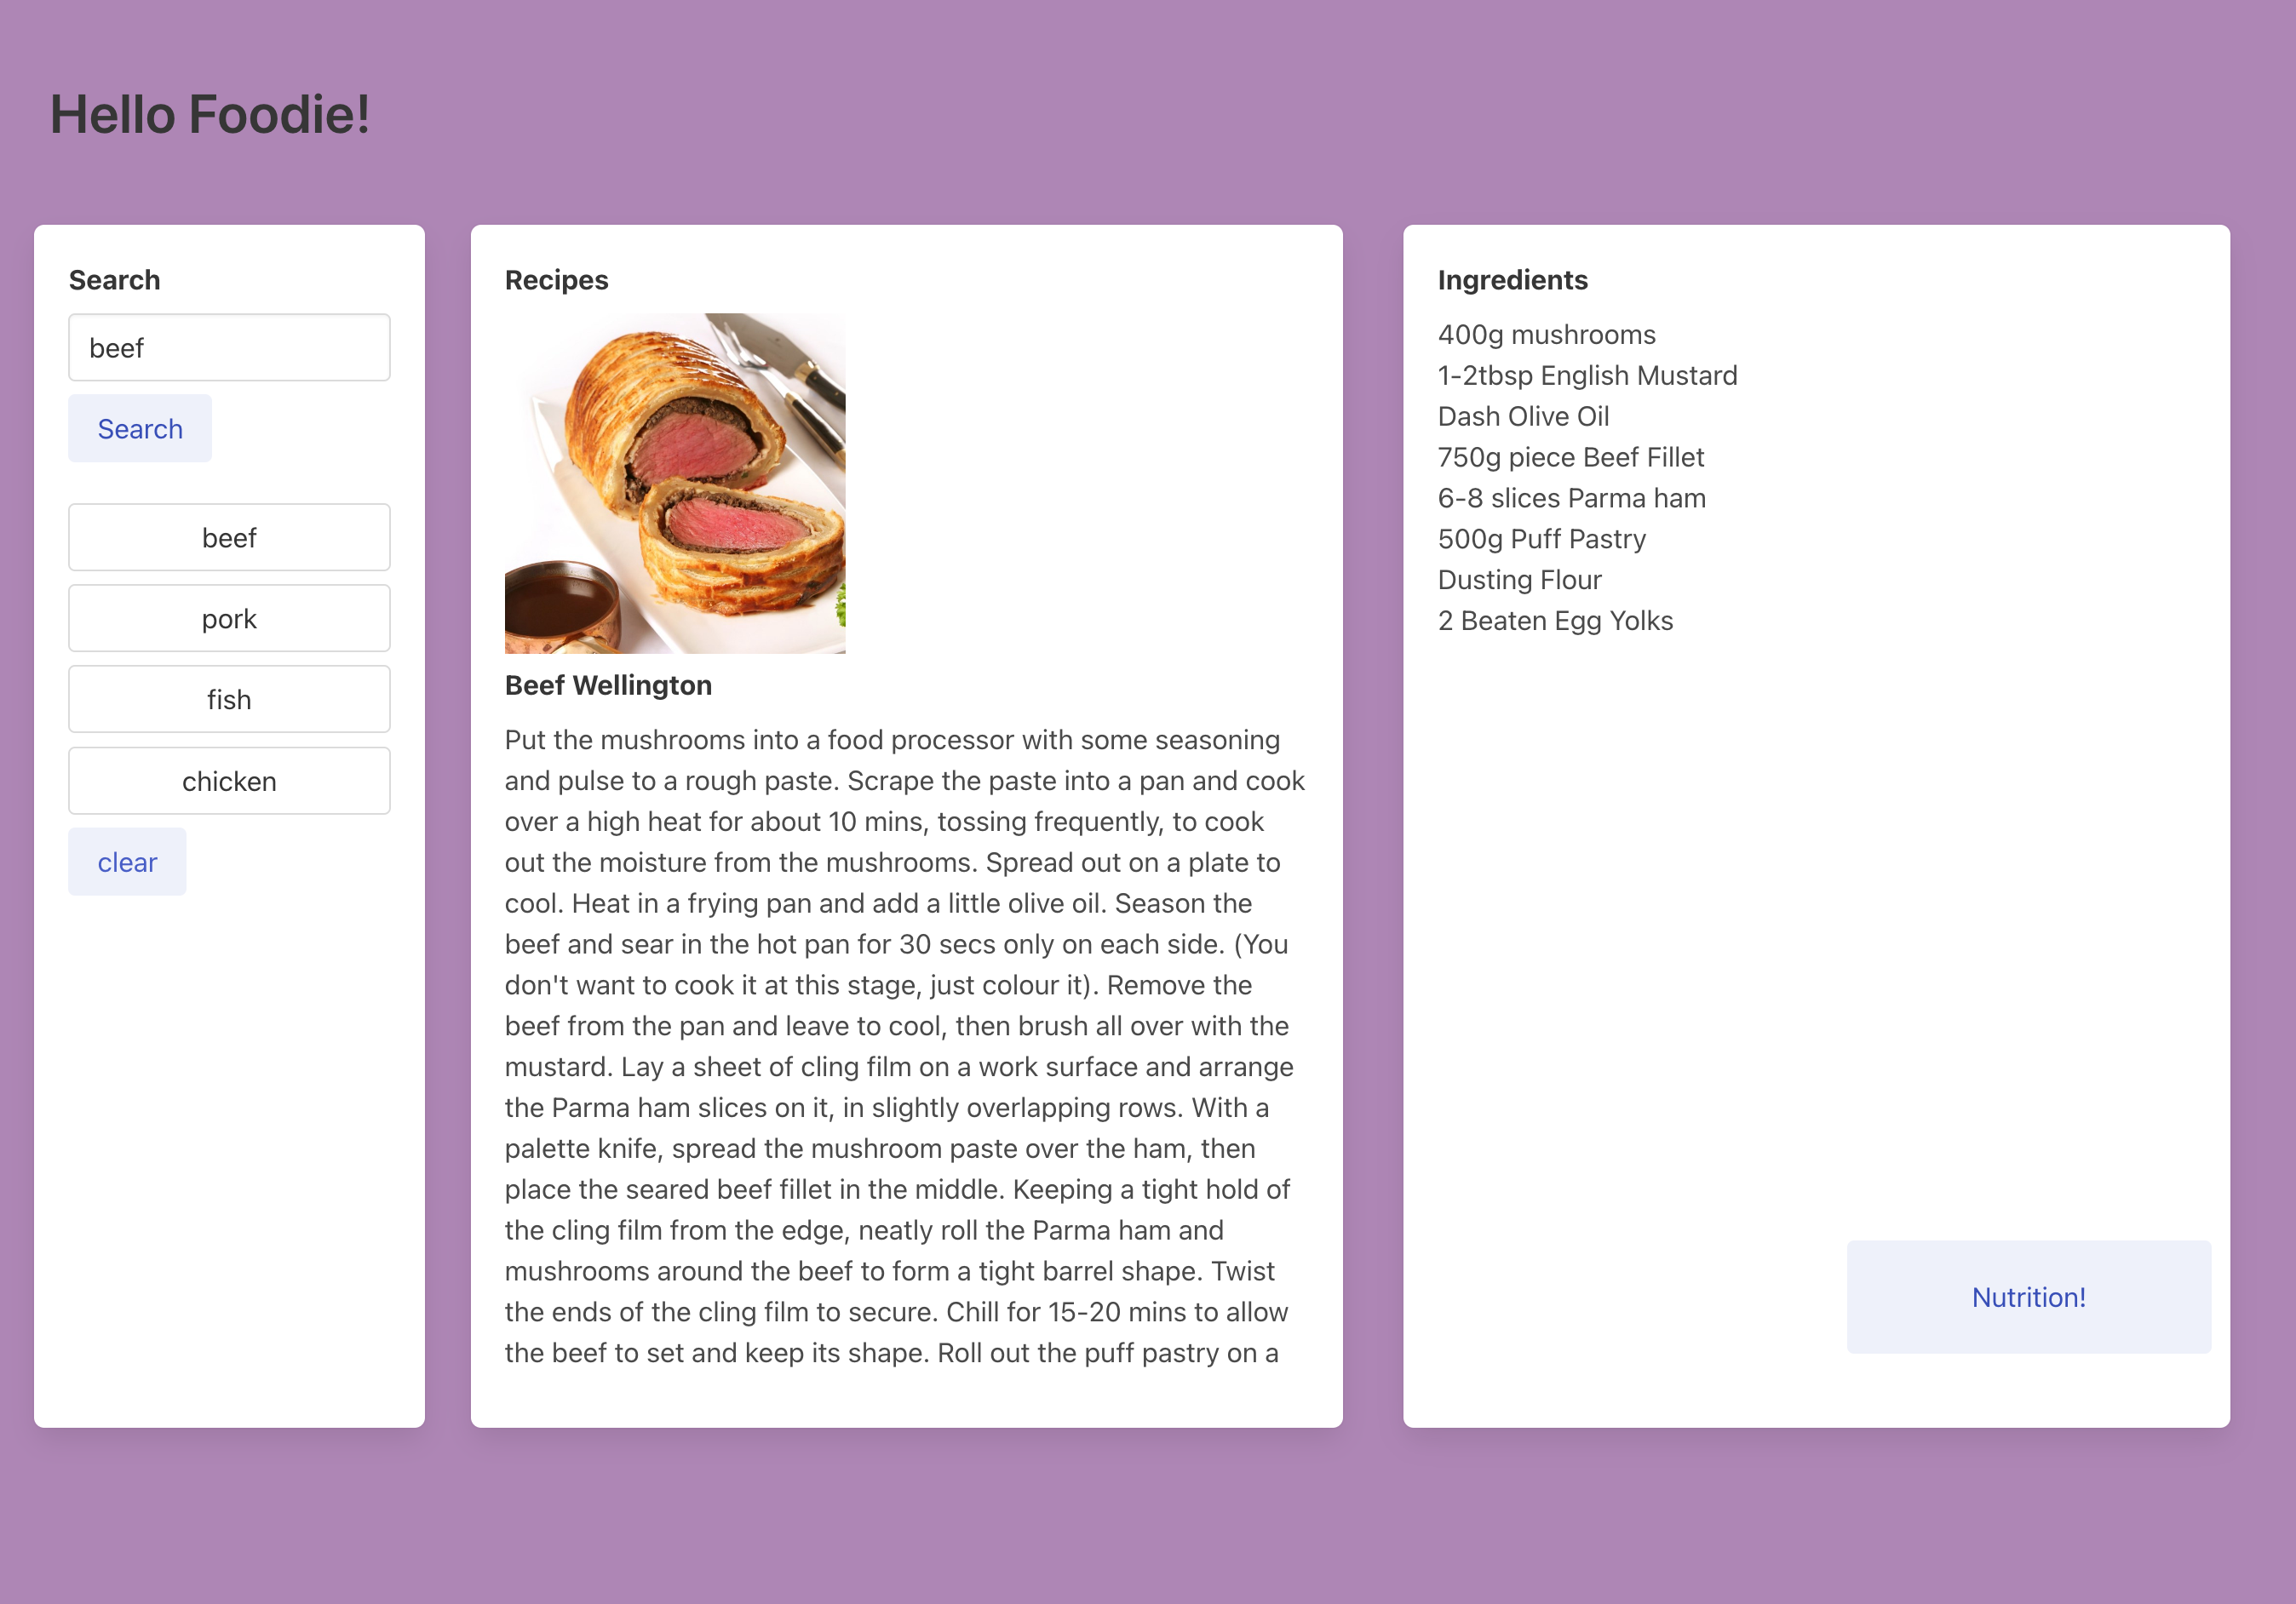 Hello Foodie!
Search
beef
Search
beef
pork
fish
chicken
clear
Recipes
Beef Wellington
Put the mushrooms into a food processor with some seasoning
and pulse to a rough paste. Scrape the paste into a pan and cook
over a high heat for about 10 mins, tossing frequently, to cook
out the moisture from the mushrooms. Spread out on a plate to
cool. Heat in a frying pan and add a little olive oil. Season the
beef and sear in the hot pan for 30 secs only on each side. (You
don't want to cook it at this stage, just colour it). Remove the
beef from the pan and leave to cool, then brush all over with the
mustard. Lay a sheet of cling film on a work surface and arrange
the Parma ham slices on it, in slightly overlapping rows. With a
palette knife, spread the mushroom paste over the ham, then
place the seared beef fillet in the middle. Keeping a tight hold of
the cling film from the edge, neatly roll the Parma ham and
mushrooms around the beef to form a tight barrel shape. Twist
the ends of the cling film to secure. Chill for 15-20 mins to allow
the beef to set and keep its shape. Roll out the puff pastry on a
Ingredients
400g mushrooms
1-2tbsp English Mustard
Dash Olive Oil
750g piece Beef Fillet
6-8 slices Parma ham
500g Puff Pastry
Dusting Flour
2 Beaten Egg Yolks
Nutrition!